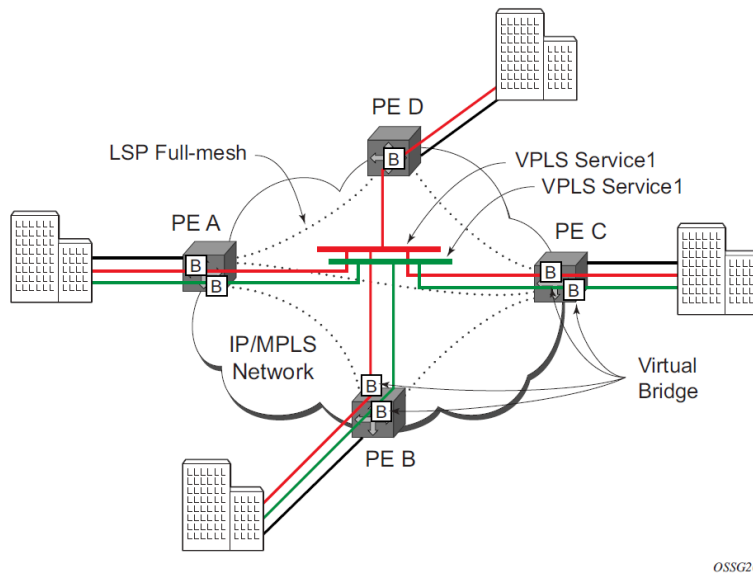 PE D
B
LSP Full-mesh
VPLS Service1
VPLS Service1
PE A
PE C
B
B
B
B
IP/MPLS
Network
Virtual
Bridge
B
B
PE B
OSSG2